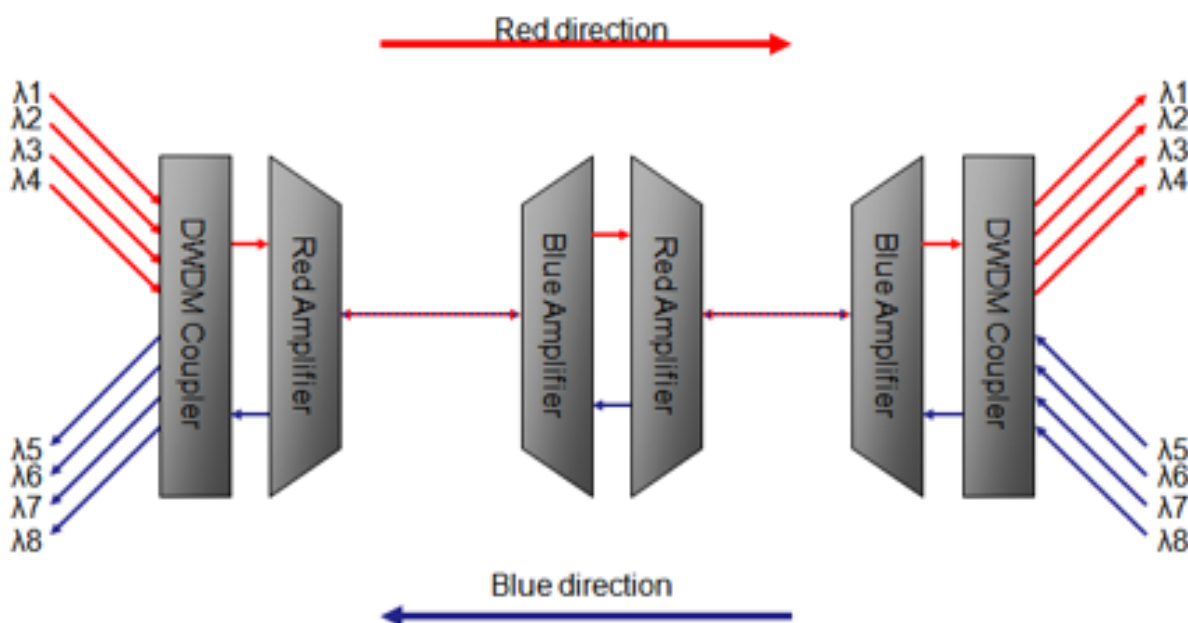 Red direction
λ1
λ2
λ3
λ4
λ1
λ2
λ3
λ4
DWDM Coupler
Red Amplifier
Blue Amplifier
Red Amplifier
Blue Amplifier
DWDM Coupler
λ5
λ6
λ7
λ8
λ5
λ6
λ7
λ8
Blue direction